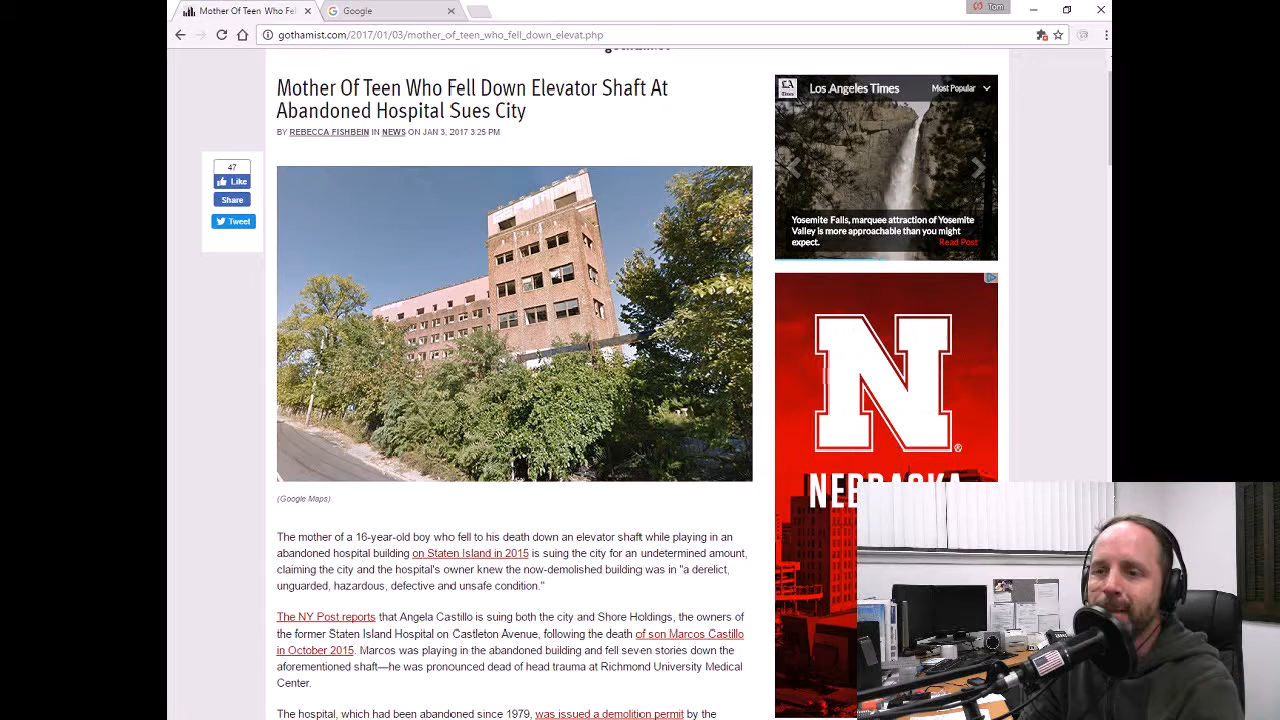 Mother Of Teen Who Fel
Google
Tom
gothamist.com/2017/01/03/mother_of_teen_who_fell_down_elevat.php
Mother Of Teen Who Fell Down Elevator Shaft At
Abandoned Hospital Sues City
BY REBECCA FISHBEIN IN NEWS ON JAN 3, 2017 3:25 PM
47
Like
Share
Tweet
(Google Maps)
The mother of a 16-year-old boy who fell to his death down an elevator shaft while playing in an
abandoned hospital building on Staten Island in 2015 is suing the city for an undetermined amount,
claiming the city and the hospital's owner knew the now-demolished building was in "a derelict,
unguarded, hazardous, defective and unsafe condition."
The NY Post reports that Angela Castillo is suing both the city and Shore Holdings, the owners of
the former Staten Island Hospital on Castleton Avenue, following the death of son Marcos Castillo
in October 2015. Marcos was playing in the abandoned building and fell seven stories down the
aforementioned shaft—he was pronounced dead of head trauma at Richmond University Medical
Center.
The hospital, which had been abandoned since 1979, was issued a demolition permit by the
LA
Times
Los Angeles Times
Most Popular
Yosemite Falls, marquee attraction of Yosemite
Valley is more approachable than you might
expect.
Read Post
N
®